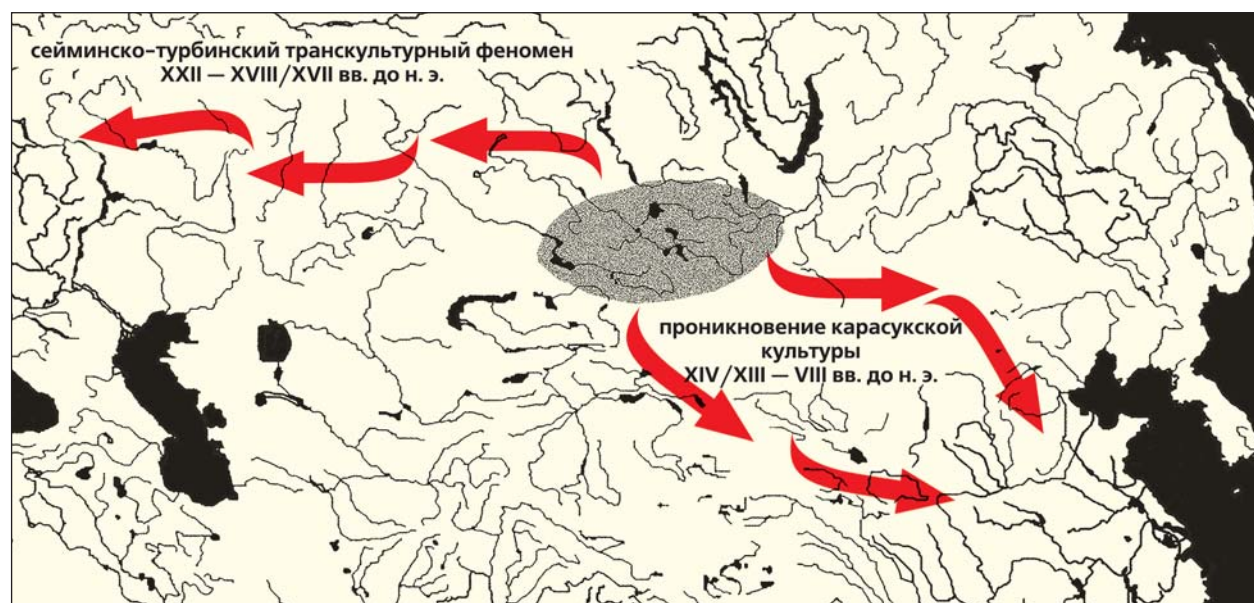 сейминско-турбинский транскультурный феномен
XXII — XVIII/XVII вв. до н. э.
проникновение карасукской
культуры
XIV/XIII — VIII вв. до н. э.